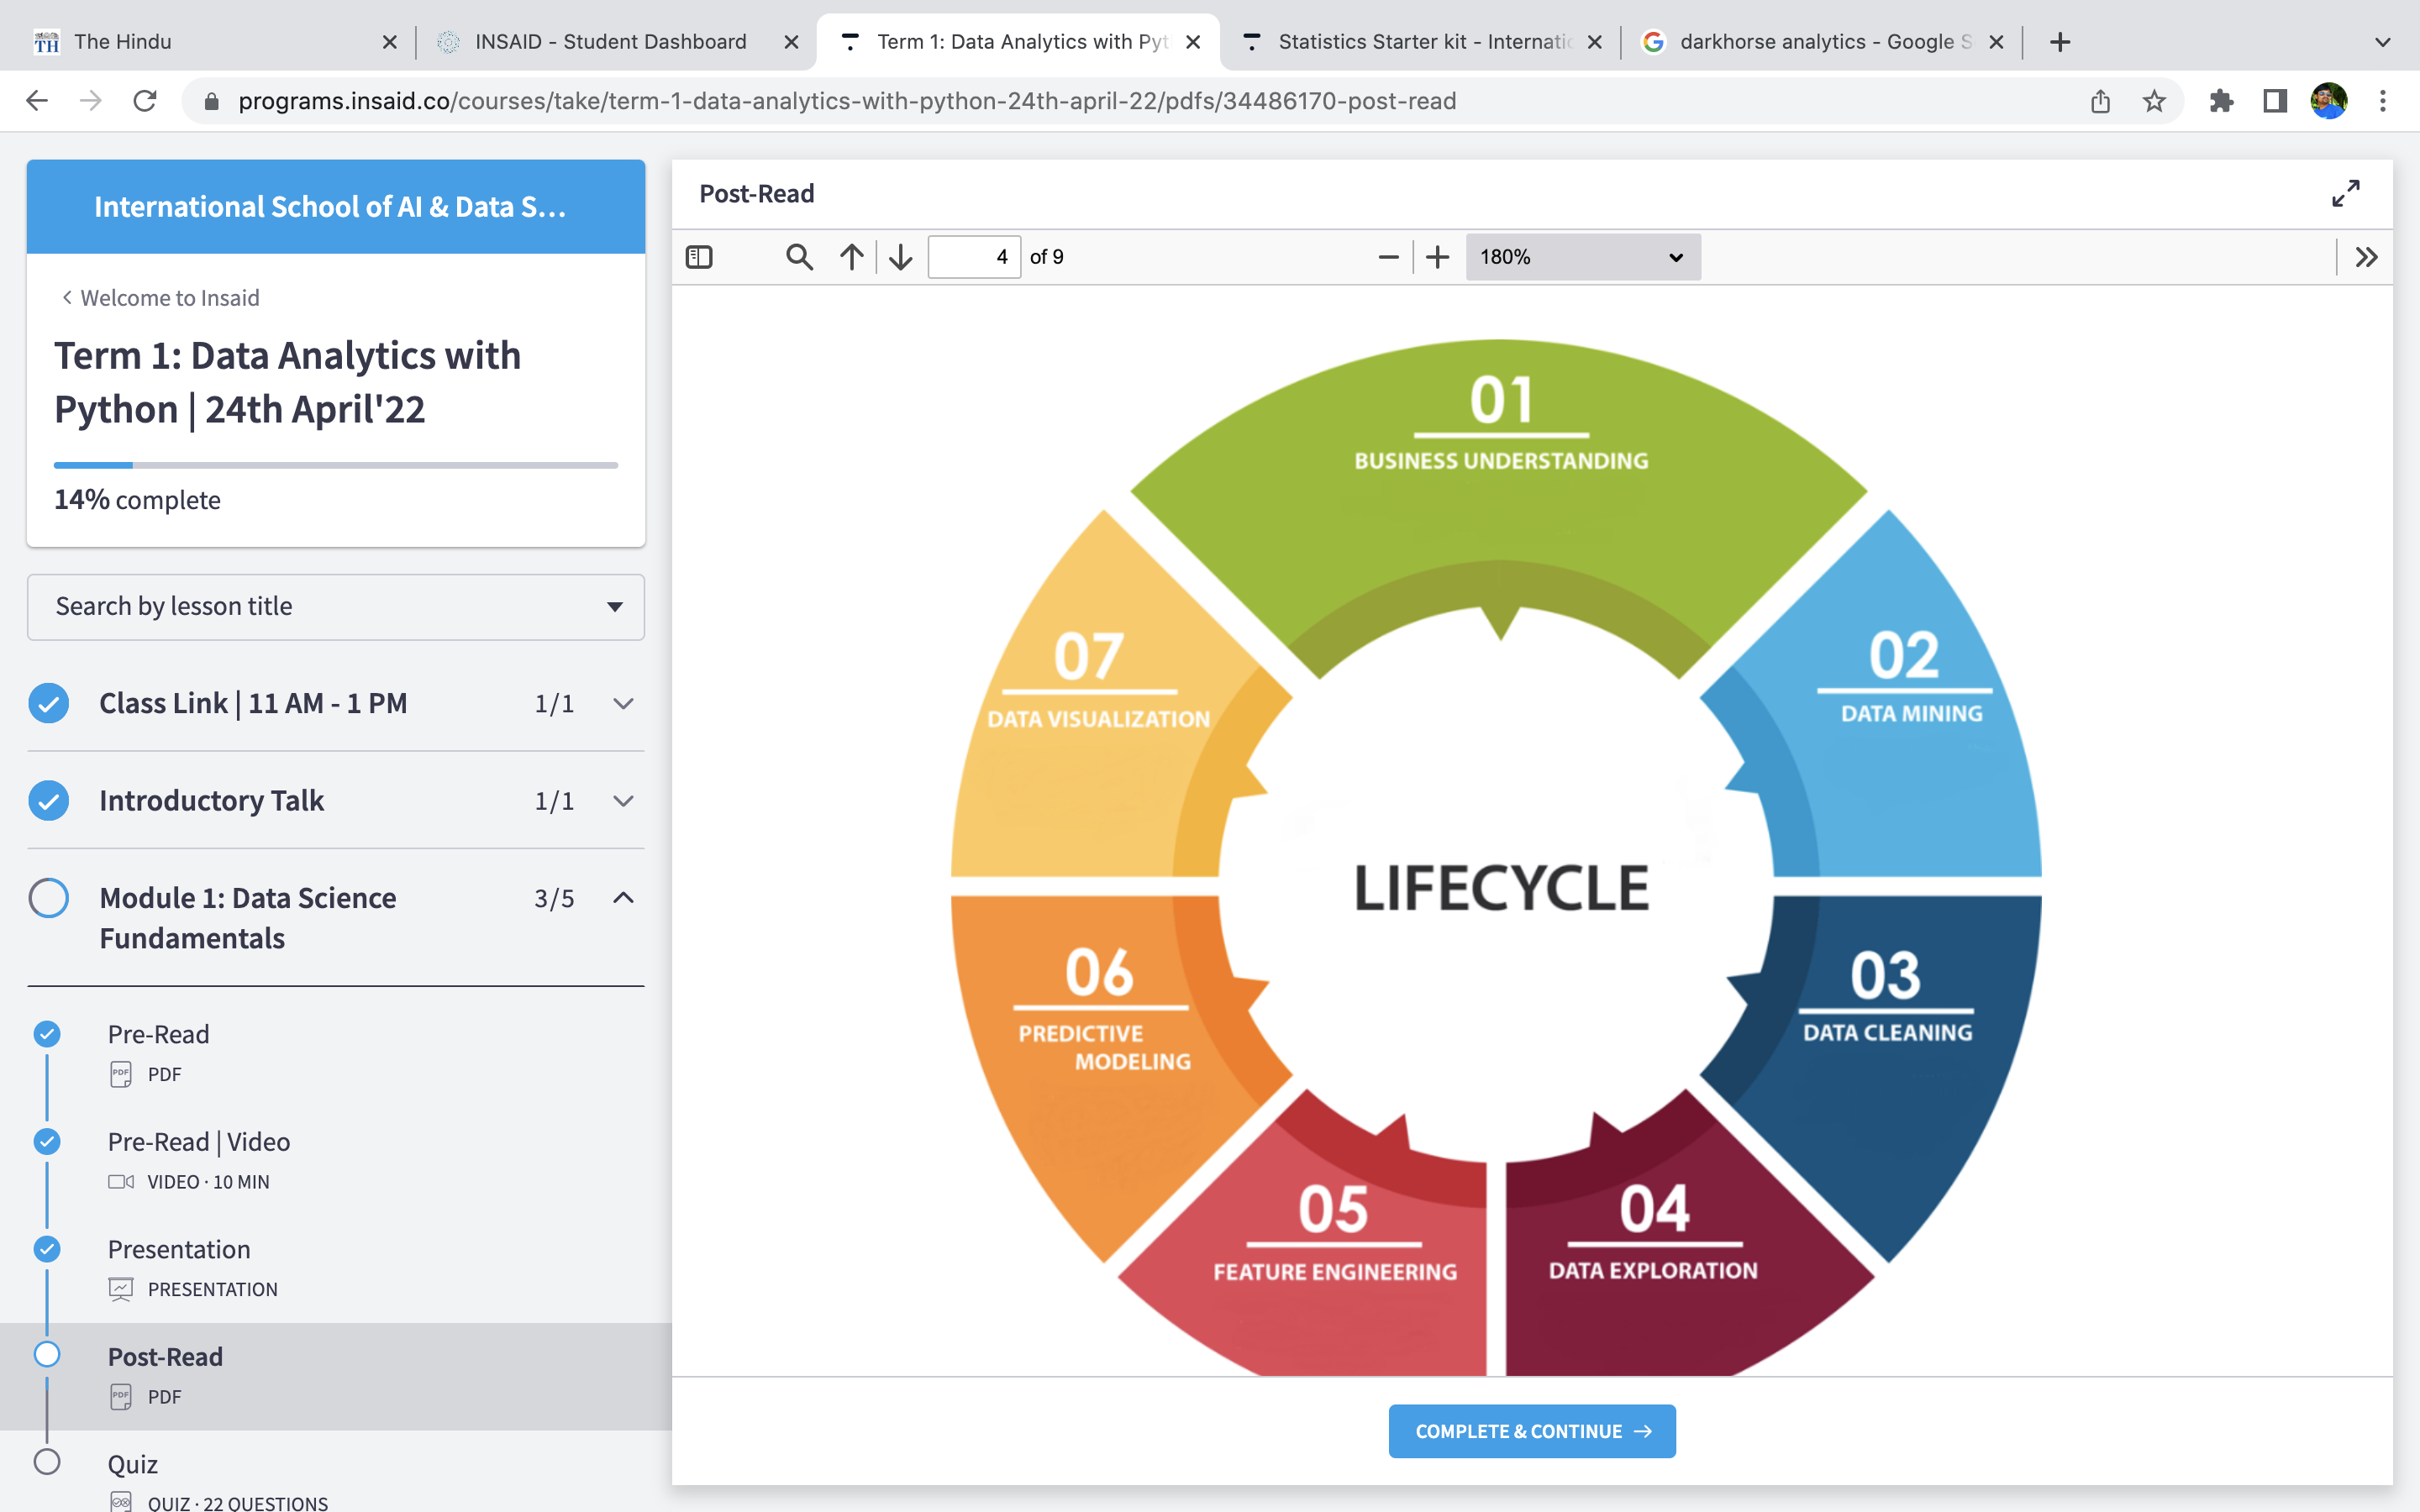 The Hindu
INSAID - Student Dashboard
Term 1: Data Analytics with Pyt
Statistics Starter kit - Internatio
darkhorse analytics - Google S
programs.insaid.co/courses/take/term-1-data-analytics-with-python-24th-april-22/pdfs/34486170-post-read
International School of AI & Data S...
Welcome to Insaid
Term 1: Data Analytics with
Python | 24th April'22
14% complete
Search by lesson title
Class Link | 11 AM - 1 PM 1/1
Introductory Talk 1/1
Module 1: Data Science 3/5
Fundamentals
Pre-Read
PDF
Pre-Read | Video
VIDEO · 10 MIN
Presentation
PRESENTATION
Post-Read
PDF
Quiz
QUIZ · 22 QUESTIONS
Post-Read
4 of 9
180%
01
BUSINESS UNDERSTANDING
02
DATA MINING
03
DATA CLEANING
04
DATA EXPLORATION
05
FEATURE ENGINEERING
06
PREDICTIVE
MODELING
07
DATA VISUALIZATION
LIFECYCLE
COMPLETE & CONTINUE